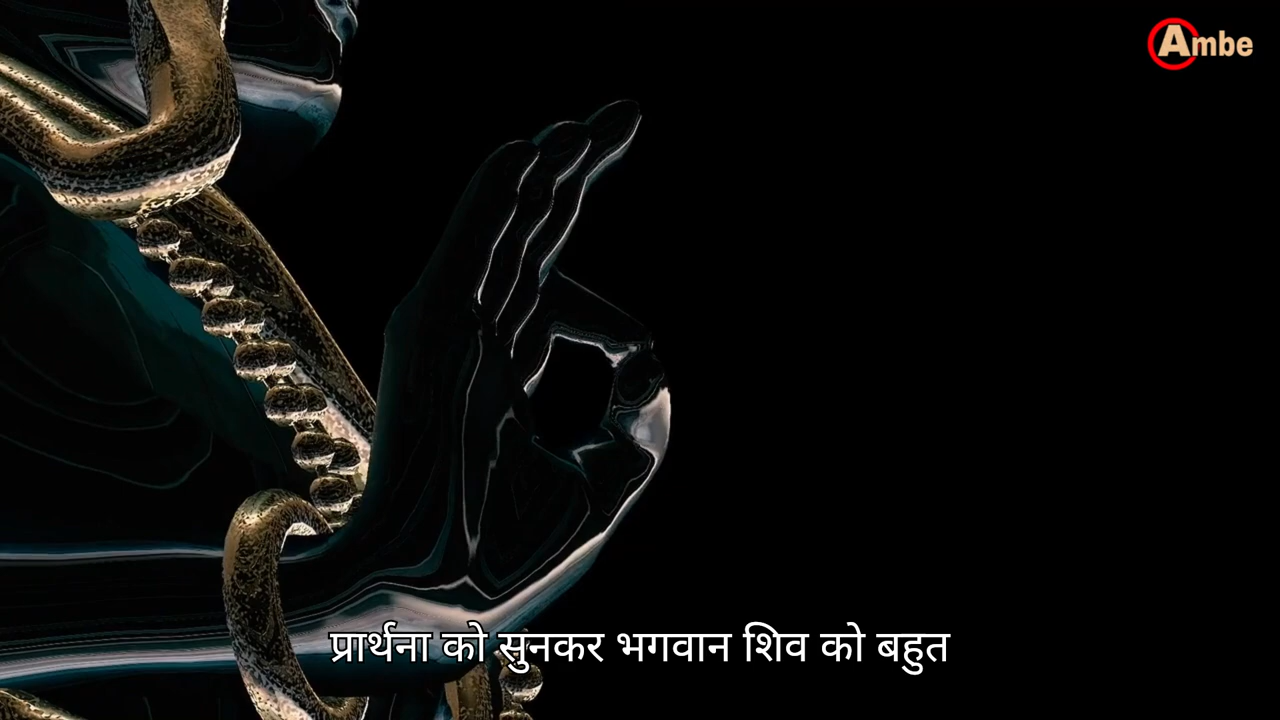 Ambe
प्रार्थना को सुनकर भगवान शिव को बहुत